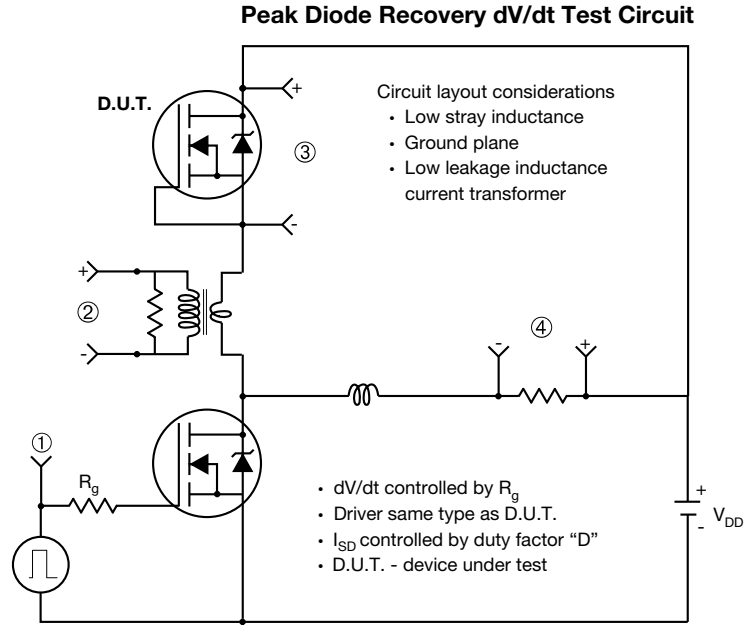 Peak Diode Recovery dV/dt Test Circuit
D.U.T.
+
-
③
Circuit layout considerations
• Low stray inductance
• Ground plane
• Low leakage inductance
current transformer
+
②
-
④
-
+
①
Rg
+
-
VDD
• dV/dt controlled by Rg
• Driver same type as D.U.T.
• ISD controlled by duty factor “D”
• D.U.T. - device under test